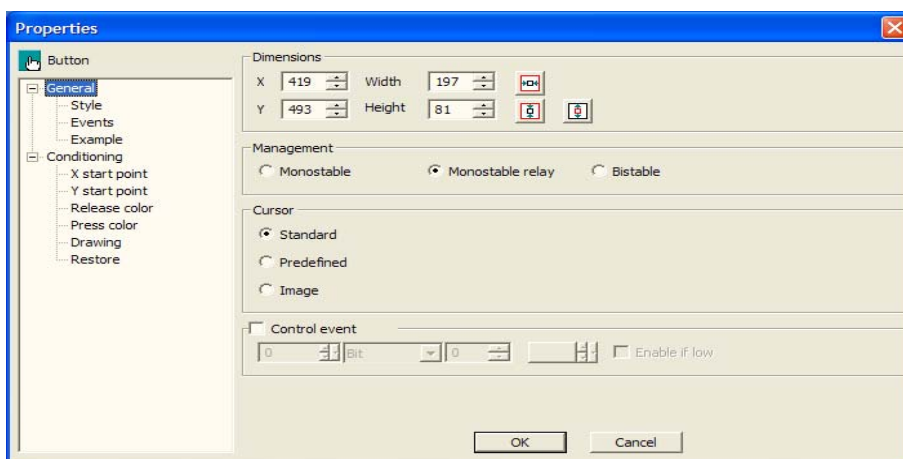 Properties
Button
General
Style
Events
Example
Conditioning
X start point
Y start point
Release color
Press color
Drawing
Restore
Dimensions
X 419 Width 197
Y 493 Height 81
Management
Monostable Monostable relay Bistable
Cursor
Standard
Predefined
Image
Control event
0 Bit 0 Enable if low
OK Cancel